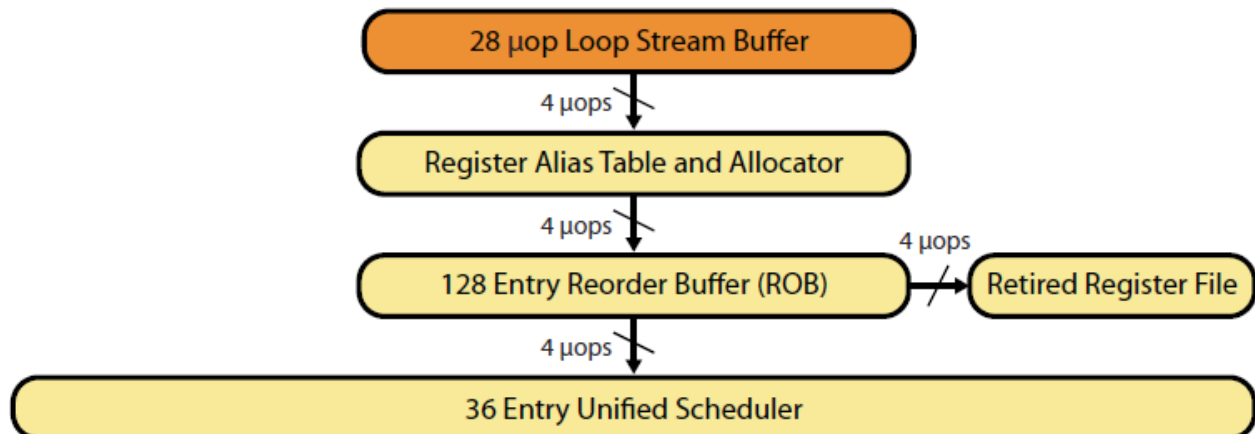 28 μop Loop Stream Buffer
4 μops
Register Alias Table and Allocator
4 μops
4 μops
128 Entry Reorder Buffer (ROB)
Retired Register File
4 μops
36 Entry Unified Scheduler